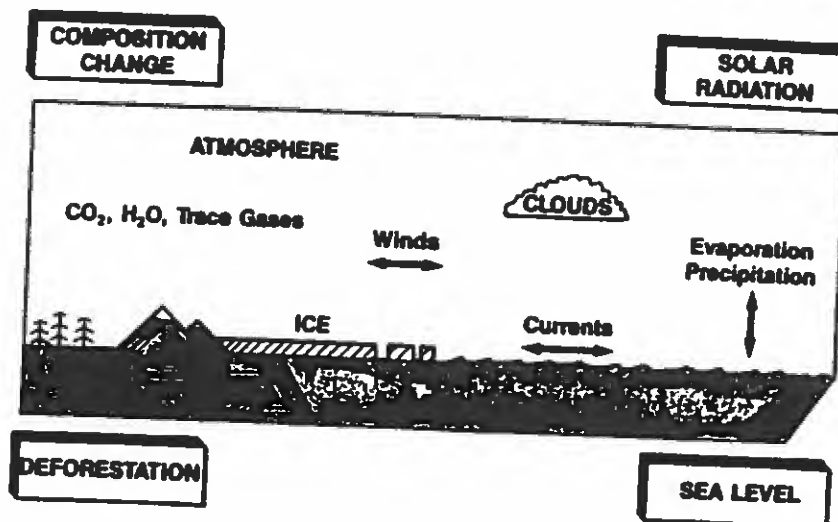 COMPOSITION
CHANGE
SOLAR
RADIATION
ATMOSPHERE
CO₂, H₂O, Trace Gases
CLOUDS
Winds
Evaporation
Precipitation
ICE
Currents
DEFORESTATION
SEA LEVEL